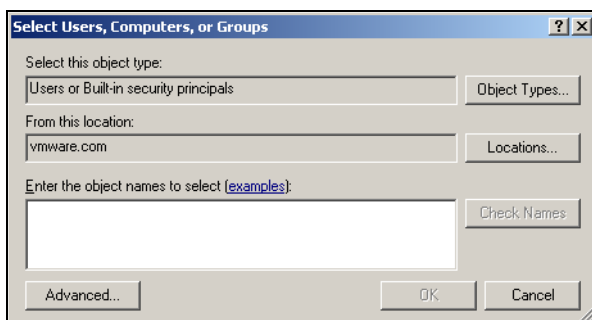 Select Users, Computers, or Groups
Select this object type:
Users or Built-in security principals
Object Types...
From this location:
vmware.com
Locations...
Enter the object names to select (examples):
Check Names
Advanced...
OK
Cancel